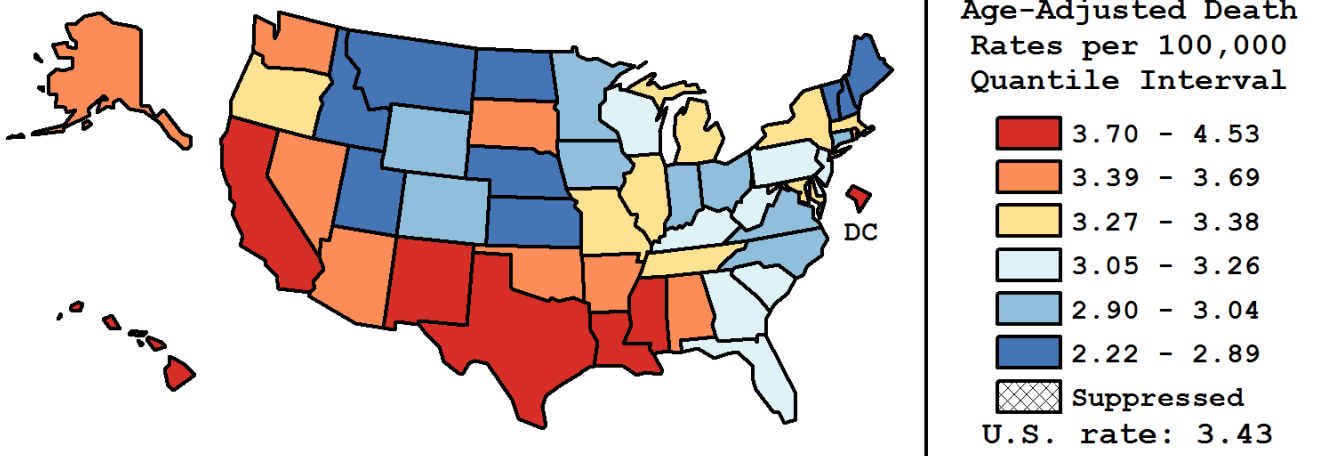 Age-Adjusted Death
Rates per 100,000
Quantile Interval
3.70 - 4.53
3.39 - 3.69
3.27 - 3.38
3.05 - 3.26
2.90 - 3.04
2.22 - 2.89
Suppressed
U.S. rate: 3.43
DC